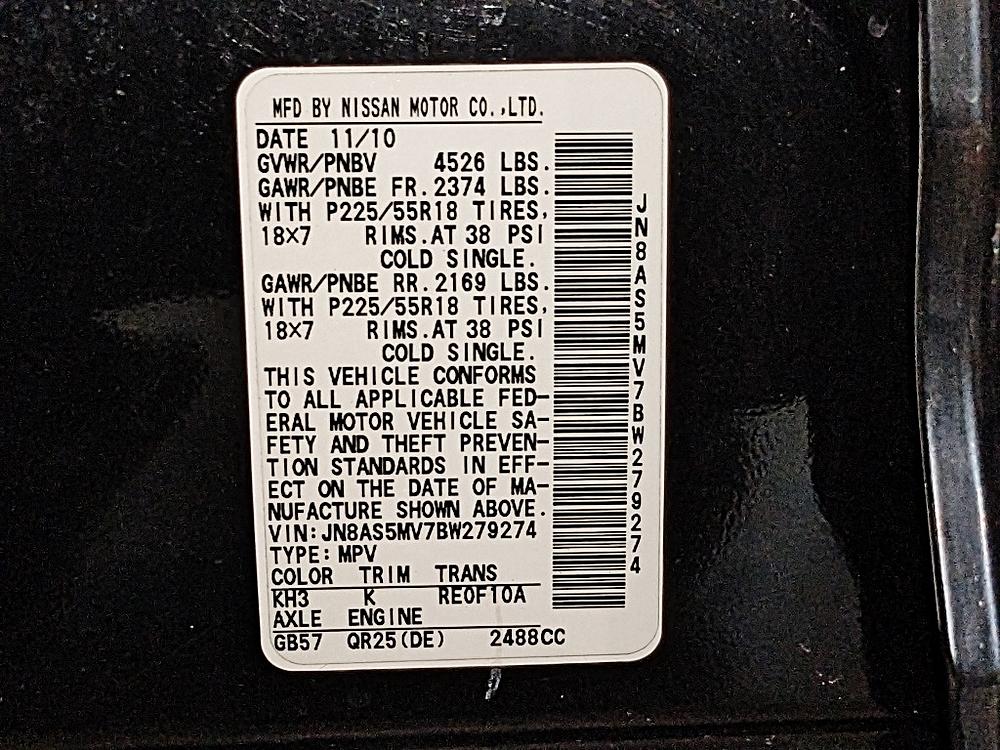 MFD BY NISSAN MOTOR CO.,LTD.
DATE 11/10
GVWR/PNBV 4526 LBS.
GAWR/PNBE FR.2374 LBS.
WITH P225/55R18 TIRES,
18×7 RIMS.AT 38 PSI
COLD SINGLE.
GAWR/PNBE RR.2169 LBS.
WITH P225/55R18 TIRES,
18×7 RIMS.AT 38 PSI
COLD SINGLE.
THIS VEHICLE CONFORMS
TO ALL APPLICABLE FED-
ERAL MOTOR VEHICLE SA-
FETY AND THEFT PREVEN-
TION STANDARDS IN EFF-
ECT ON THE DATE OF MA-
NUFACTURE SHOWN ABOVE.
VIN:JN8AS5MV7BW279274
TYPE:MPV
COLOR TRIM TRANS
KH3 K RE0F10A
AXLE ENGINE
GB57 QR25(DE) 2488CC
JN8AS5MV7BW279274